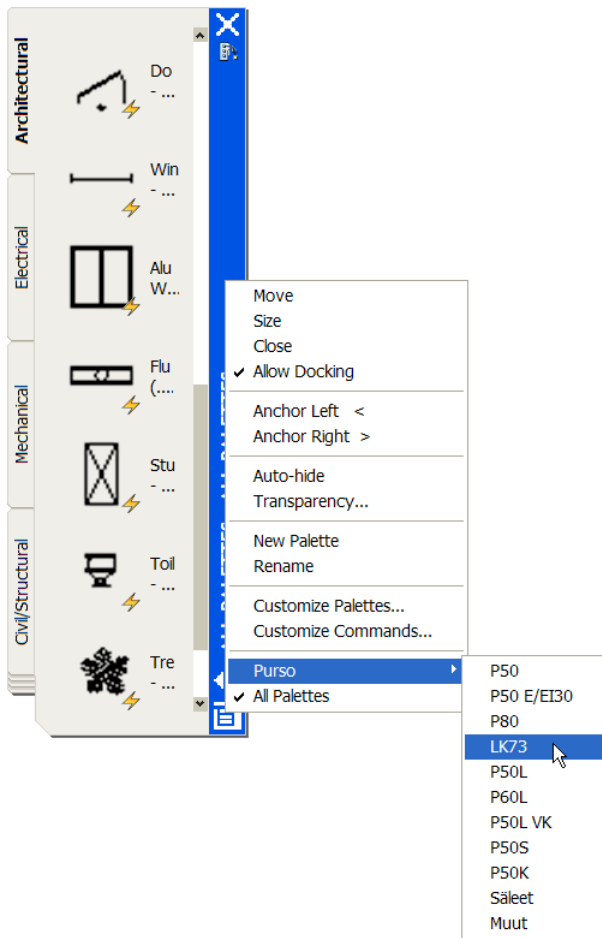 Architectural
Electrical
Mechanical
Civil/Structural
Do
- ...
Win
- ...
Alu
W...
Flu
(....
Stu
- ...
Toil
- ...
Tre
- ...
Move
Size
Close
Allow Docking
Anchor Left <
Anchor Right >
Auto-hide
Transparency...
New Palette
Rename
Customize Palettes...
Customize Commands...
Purso
All Palettes
P50
P50 E/EI30
P80
LK73
P50L
P60L
P50L VK
P50S
P50K
Säleet
Muut